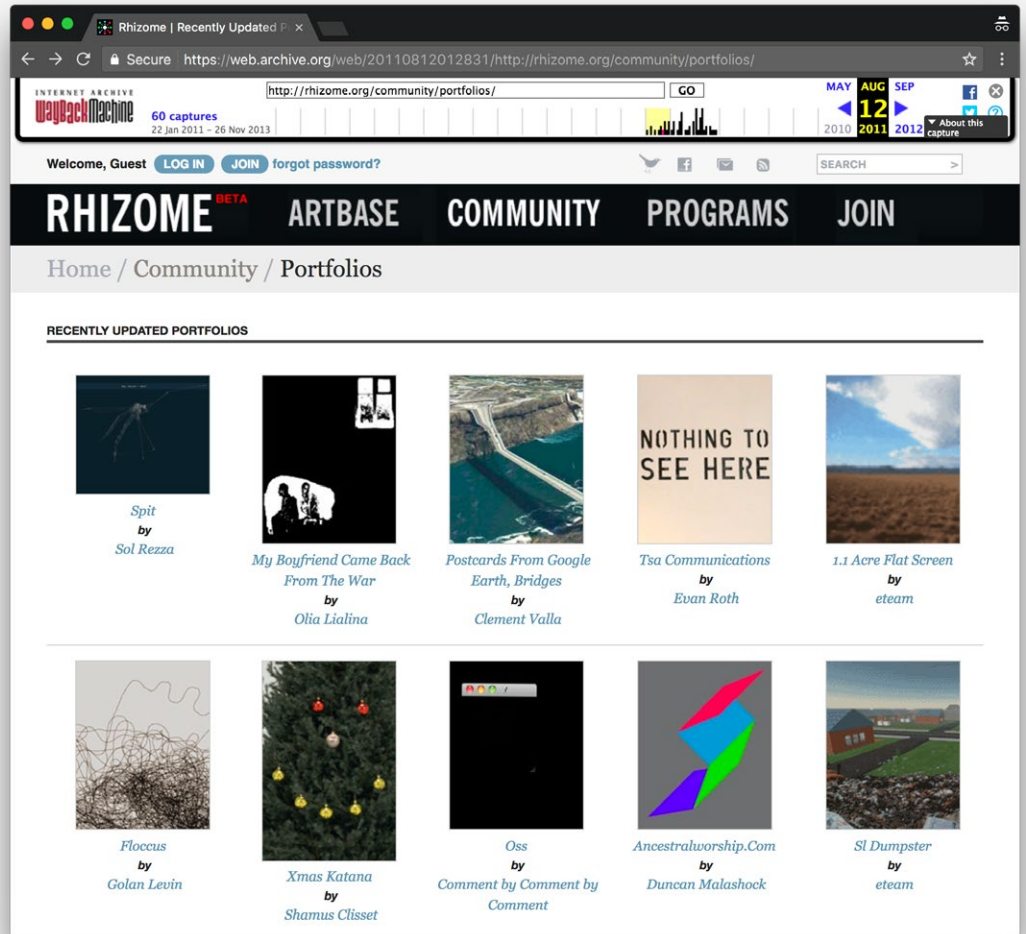 Rhizome | Recently Updated P
Secure https://web.archive.org/web/20110812012831/http://rhizome.org/community/portfolios/
INTERNET ARCHIVE
WayBackMachine
http://rhizome.org/community/portfolios/ GO
60 captures
22 Jan 2011 – 26 Nov 2013
MAY AUG SEP
12
2010 2011 2012
▼ About this capture
Welcome, Guest LOG IN JOIN forgot password? SEARCH >
RHIZOME BETA ARTBASE COMMUNITY PROGRAMS JOIN
Home / Community / Portfolios
RECENTLY UPDATED PORTFOLIOS
NOTHING TO
SEE HERE
Spit
by
Sol Rezza
My Boyfriend Came Back
From The War
by
Olia Lialina
Postcards From Google
Earth, Bridges
by
Clement Valla
Tsa Communications
by
Evan Roth
1.1 Acre Flat Screen
by
eteam
Floccus
by
Golan Levin
Xmas Katana
by
Shamus Clisset
/
Oss
by
Comment by Comment by
Comment
Ancestralworship.Com
by
Duncan Malashock
Sl Dumpster
by
eteam